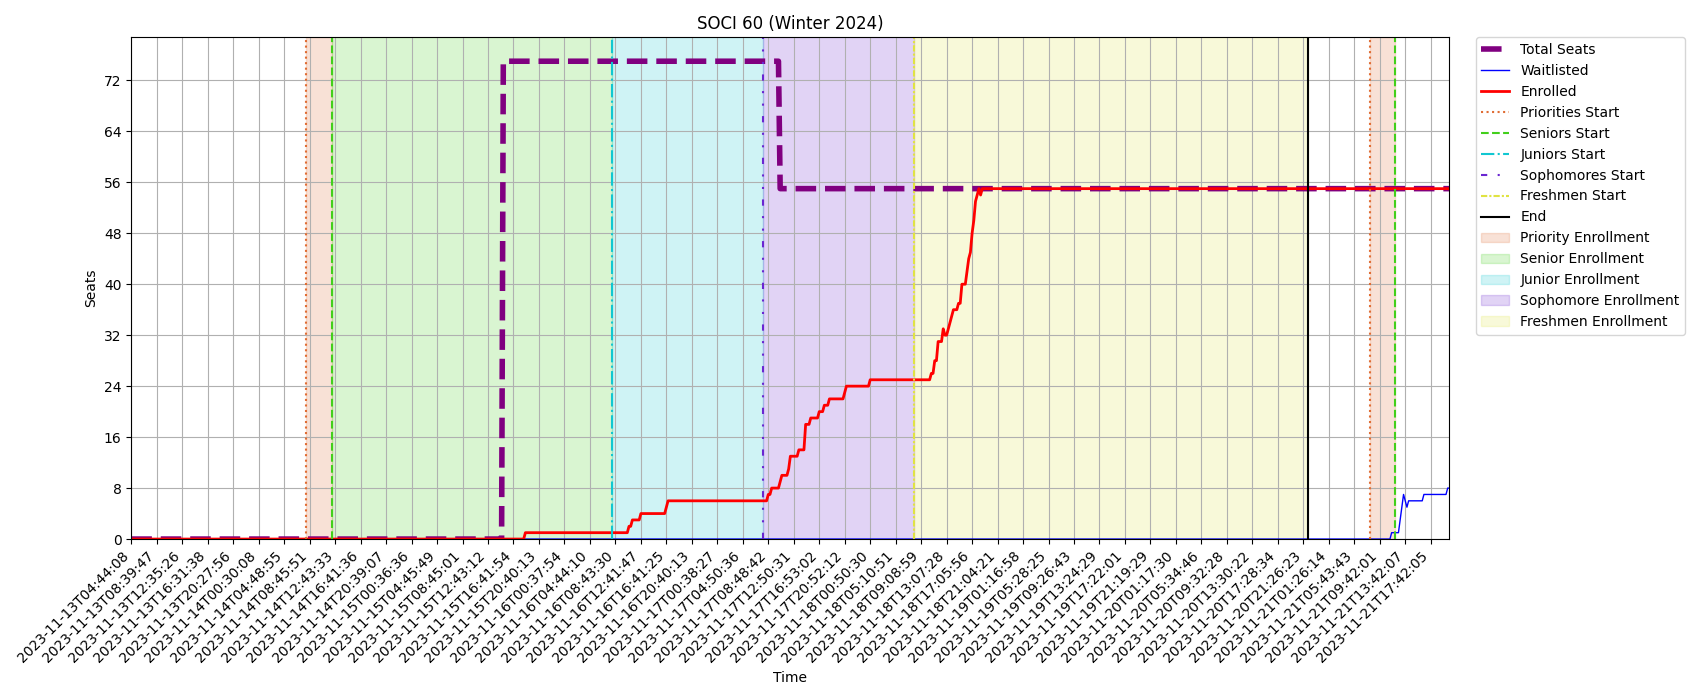 SOCI 60 (Winter 2024)
Seats
72
64
56
48
40
32
24
16
8
0
2023-11-13T04:44:08
2023-11-13T08:39:47
2023-11-13T12:35:26
2023-11-13T16:31:38
2023-11-13T20:27:56
2023-11-14T00:30:08
2023-11-14T04:48:55
2023-11-14T08:45:51
2023-11-14T12:43:33
2023-11-14T16:41:36
2023-11-14T20:39:07
2023-11-15T00:36:36
2023-11-15T04:45:49
2023-11-15T08:45:01
2023-11-15T12:43:12
2023-11-15T16:41:54
2023-11-15T20:40:13
2023-11-16T00:37:54
2023-11-16T04:44:10
2023-11-16T08:43:30
2023-11-16T12:41:47
2023-11-16T16:41:25
2023-11-16T20:40:13
2023-11-17T00:38:27
2023-11-17T04:50:36
2023-11-17T08:48:42
2023-11-17T12:50:31
2023-11-17T16:53:02
2023-11-17T20:52:12
2023-11-18T00:50:30
2023-11-18T05:10:51
2023-11-18T09:08:59
2023-11-18T13:07:28
2023-11-18T17:05:56
2023-11-18T21:04:21
2023-11-19T01:16:58
2023-11-19T05:28:25
2023-11-19T09:26:43
2023-11-19T13:24:29
2023-11-19T17:22:01
2023-11-19T21:19:29
2023-11-20T01:17:30
2023-11-20T05:34:46
2023-11-20T09:32:28
2023-11-20T13:30:22
2023-11-20T17:28:34
2023-11-20T21:26:23
2023-11-21T01:26:14
2023-11-21T05:43:43
2023-11-21T09:42:01
2023-11-21T13:42:07
2023-11-21T17:42:05
Time
Total Seats
Waitlisted
Enrolled
Priorities Start
Seniors Start
Juniors Start
Sophomores Start
Freshmen Start
End
Priority Enrollment
Senior Enrollment
Junior Enrollment
Sophomore Enrollment
Freshmen Enrollment